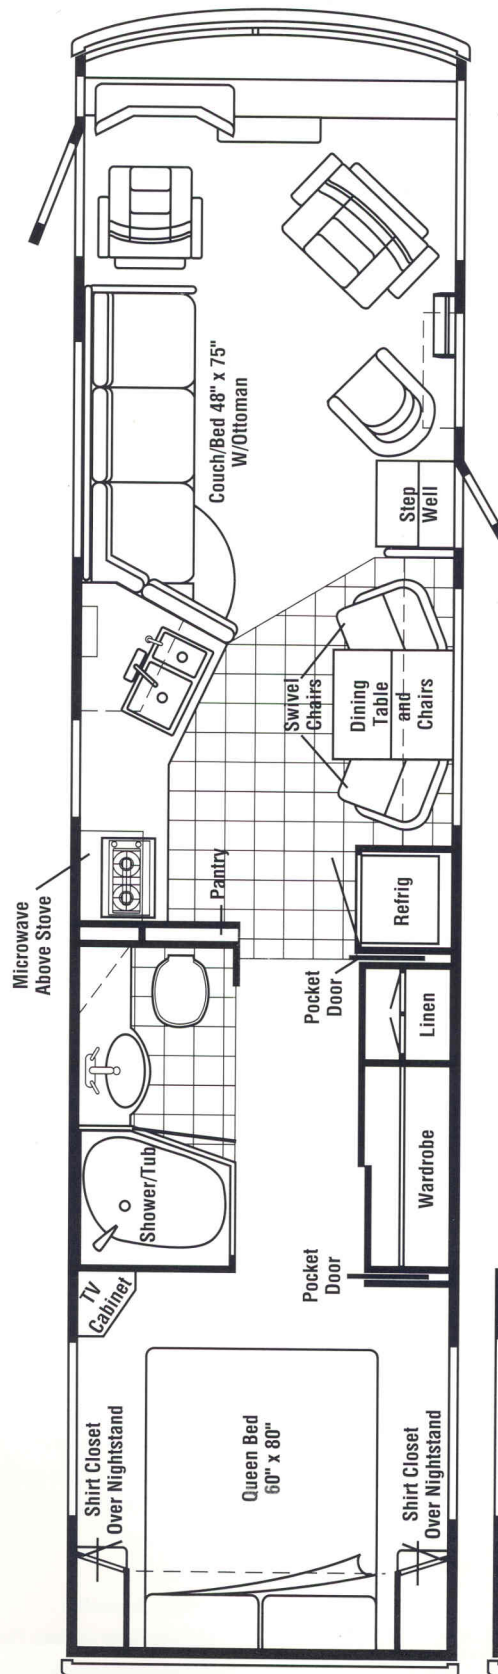 Microwave
Above Stove
Couch/Bed 48" x 75"
W/Ottoman
Step
Well
Swivel
Chairs
Dining
Table
and
Chairs
Pantry
Refrig
Pocket
Door
Linen
Wardrobe
Shower/Tub
Pocket
Door
TV
Cabinet
Shirt Closet
Over Nightstand
Queen Bed
60" x 80"
Shirt Closet
Over Nightstand